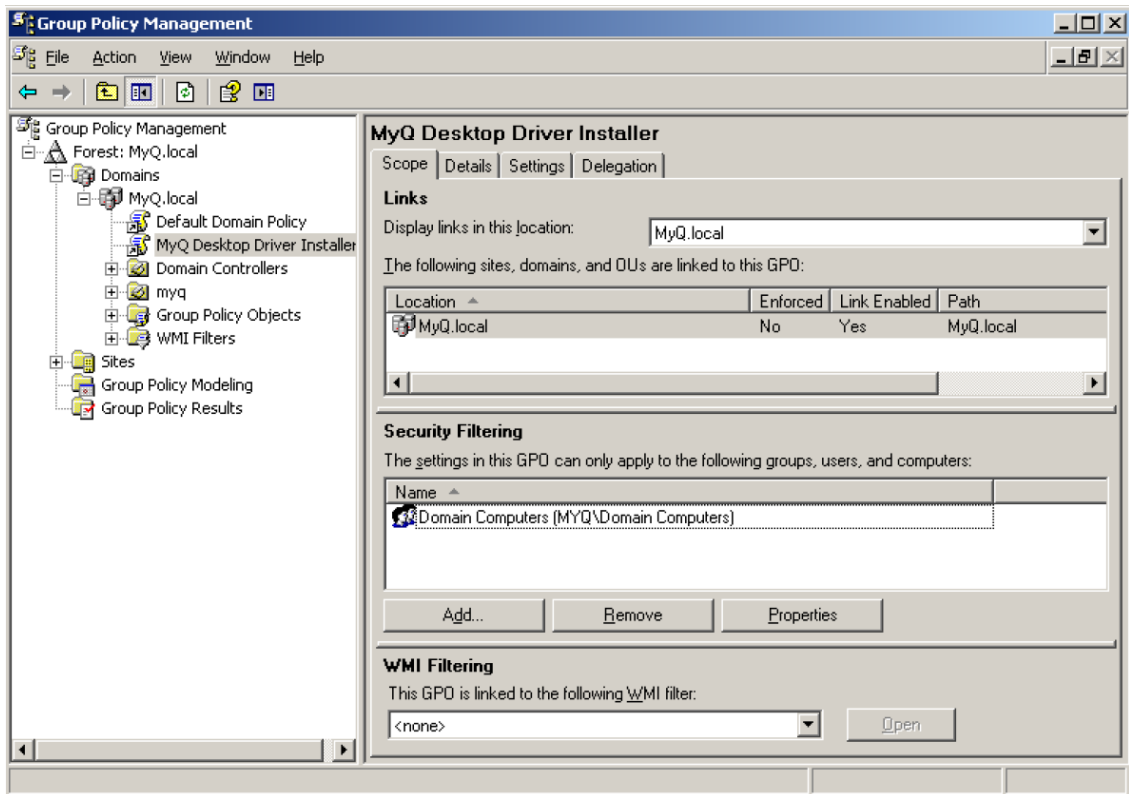 Group Policy Management
File Action View Window Help
Group Policy Management
Forest: MyQ.local
Domains
MyQ.local
Default Domain Policy
MyQ Desktop Driver Installer
Domain Controllers
myq
Group Policy Objects
WMI Filters
Sites
Group Policy Modeling
Group Policy Results
MyQ Desktop Driver Installer
Scope Details Settings Delegation
Links
Display links in this location: MyQ.local
The following sites, domains, and OUs are linked to this GPO:
Location Enforced Link Enabled Path
MyQ.local No Yes MyQ.local
Security Filtering
The settings in this GPO can only apply to the following groups, users, and computers:
Name
Domain Computers (MYQ\Domain Computers)
Add... Remove Properties
WMI Filtering
This GPO is linked to the following WMI filter:
<none> Open